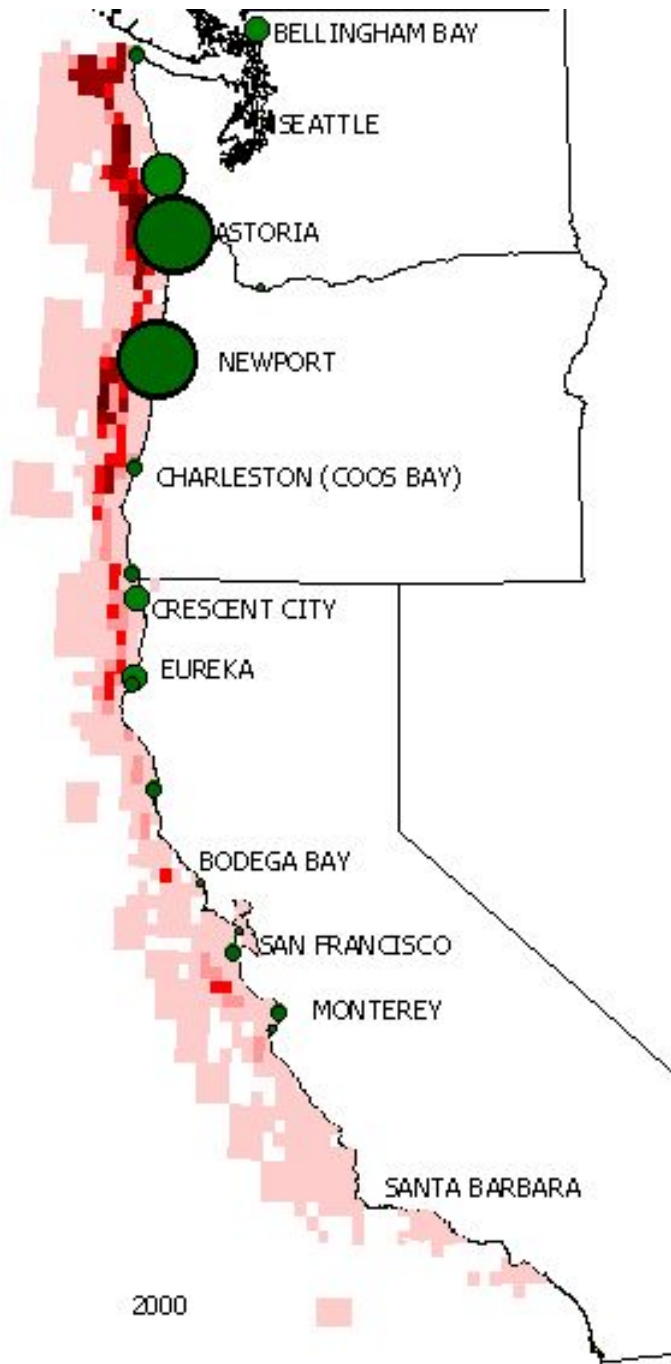 BELLINGHAM BAY
SEATTLE
ASTORIA
NEWPORT
CHARLESTON (COOS BAY)
CRESCENT CITY
EUREKA
BODEGA BAY
SAN FRANCISCO
MONTEREY
SANTA BARBARA
2000